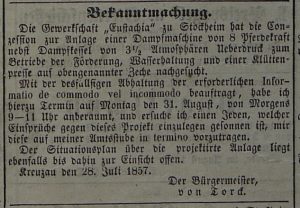 Bekanntmachung.
Die Gewerkschaft „Eustachia“ zu Stockheim hat die Con-
zession zur Anlage einer Dampfmaschine von 8 Pferdekraft
nebst Dampfkessel von 3½ Atmosphären Ueberdruck zum
Betriebe der Förderung, Wasserhaltung und einer Klütten-
presse auf obengenannter Zeche nachgesucht.
Mit der desfallsigen Abhaltung der erforderlichen Infor-
matio de commodo vel incommodo beauftragt, habe ich
hierzu Termin auf Montag den 31. August, von Morgens
9—11 Uhr anberaumt, und ersuche ich einen Jeden, welcher
Einsprüche gegen dieses Projekt einzulegen gesonnen ist, mir
diese auf meiner Amtsstube in termino vorzutragen.
Der Situationsplan über die projektirte Anlage liegt
ebenfalls bis dahin zur Einsicht offen.
Kreuzau den 28. Juli 1857.
Der Bürgermeister,
von Torck.